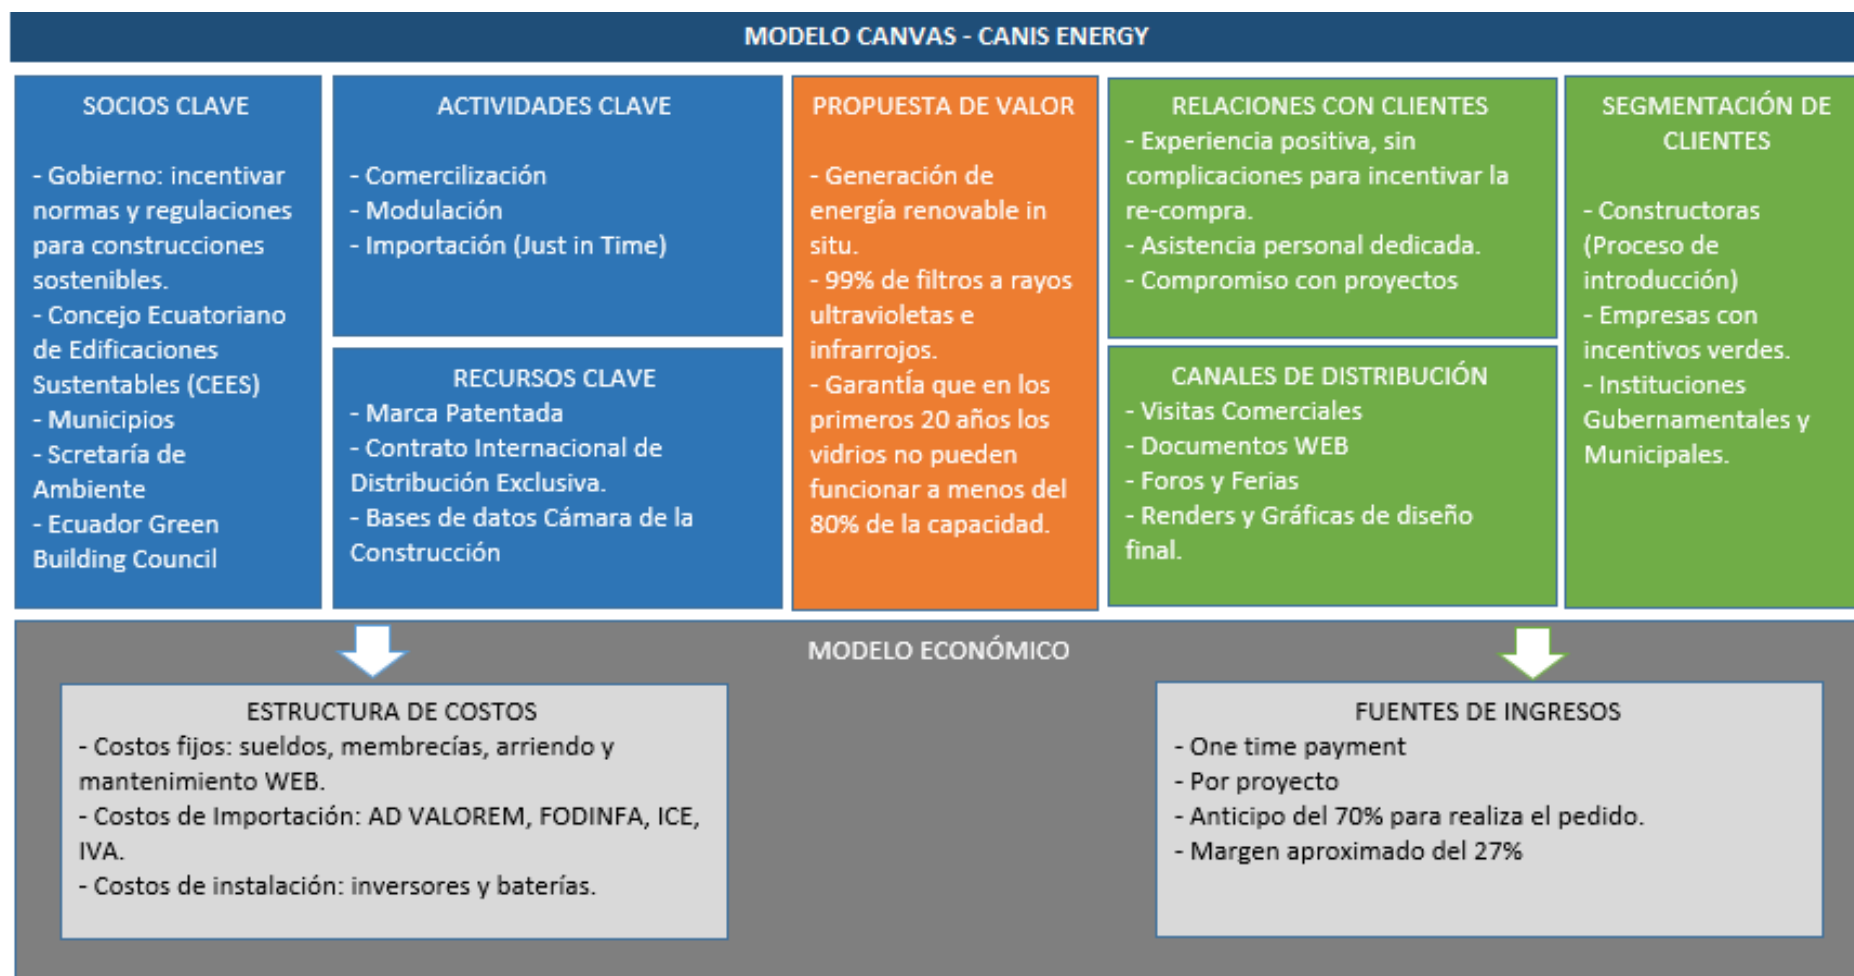 MODELO CANVAS - CANIS ENERGY
SOCIOS CLAVE
- Gobierno: incentivar
normas y regulaciones
para construcciones
sostenibles.
- Concejo Ecuatoriano
de Edificaciones
Sustentables (CEES)
- Municipios
- Scretaría de
Ambiente
- Ecuador Green
Building Council
ACTIVIDADES CLAVE
- Comercilización
- Modulación
- Importación (Just in Time)
RECURSOS CLAVE
- Marca Patentada
- Contrato Internacional de
Distribución Exclusiva.
- Bases de datos Cámara de la
Construcción
PROPUESTA DE VALOR
- Generación de
energía renovable in
situ.
- 99% de filtros a rayos
ultravioletas e
infrarrojos.
- GarantÍa que en los
primeros 20 años los
vidrios no pueden
funcionar a menos del
80% de la capacidad.
RELACIONES CON CLIENTES
- Experiencia positiva, sin
complicaciones para incentivar la
re-compra.
- Asistencia personal dedicada.
- Compromiso con proyectos
CANALES DE DISTRIBUCIÓN
- Visitas Comerciales
- Documentos WEB
- Foros y Ferias
- Renders y Gráficas de diseño
final.
SEGMENTACIÓN DE
CLIENTES
- Constructoras
(Proceso de
introducción)
- Empresas con
incentivos verdes.
- Instituciones
Gubernamentales y
Municipales.
MODELO ECONÓMICO
ESTRUCTURA DE COSTOS
- Costos fijos: sueldos, membrecías, arriendo y
mantenimiento WEB.
- Costos de Importación: AD VALOREM, FODINFA, ICE,
IVA.
- Costos de instalación: inversores y baterías.
FUENTES DE INGRESOS
- One time payment
- Por proyecto
- Anticipo del 70% para realiza el pedido.
- Margen aproximado del 27%